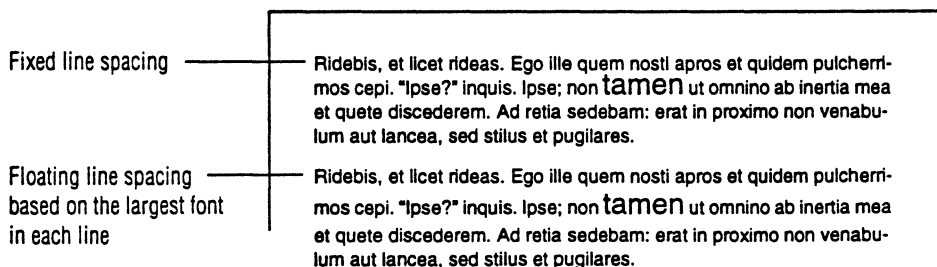 Fixed line spacing
Ridebis, et licet rideas. Ego ille quem nosti apros et quidem pulcherri-
mos cepi. "Ipse?" inquis. Ipse; non tamen ut omnino ab inertia mea
et quete discederem. Ad retia sedebam: erat in proximo non venabu-
lum aut lancea, sed stilus et pugilares.
Floating line spacing
based on the largest font
in each line
Ridebis, et licet rideas. Ego ille quem nosti apros et quidem pulcherri-
mos cepi. "Ipse?" inquis. Ipse; non tamen ut omnino ab inertia mea
et quete discederem. Ad retia sedebam: erat in proximo non venabu-
lum aut lancea, sed stilus et pugilares.